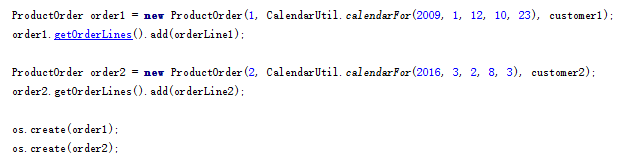 ProductOrder order1 = new ProductOrder(1, CalendarUtil.calendarFor(2009, 1, 12, 10, 23), customer1);
order1.getOrderLines().add(orderLine1);
ProductOrder order2 = new ProductOrder(2, CalendarUtil.calendarFor(2016, 3, 2, 8, 3), customer2);
order2.getOrderLines().add(orderLine2);
os.create(order1);
os.create(order2);